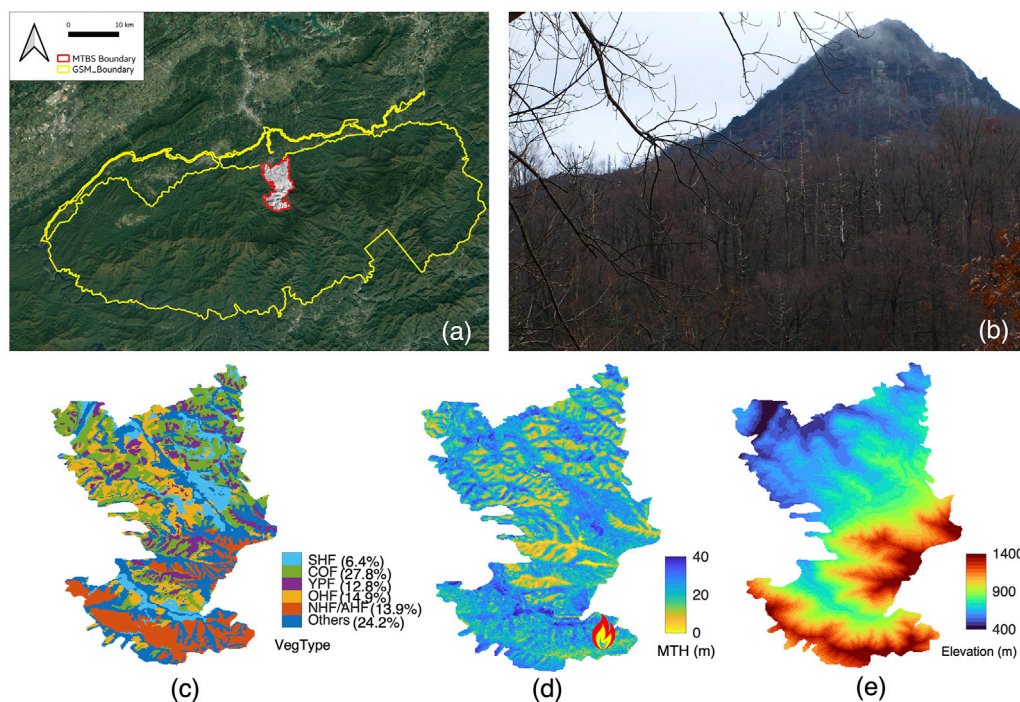 0 10 km
MTBS Boundary
GSM_Boundary
(a)
(b)
SHF (6.4%)
COF (27.8%)
YPF (12.8%)
OHF (14.9%)
NHF/AHF (13.9%)
Others (24.2%)
VegType
(c)
40
20
0
MTH (m)
(d)
1400
900
400
Elevation (m)
(e)